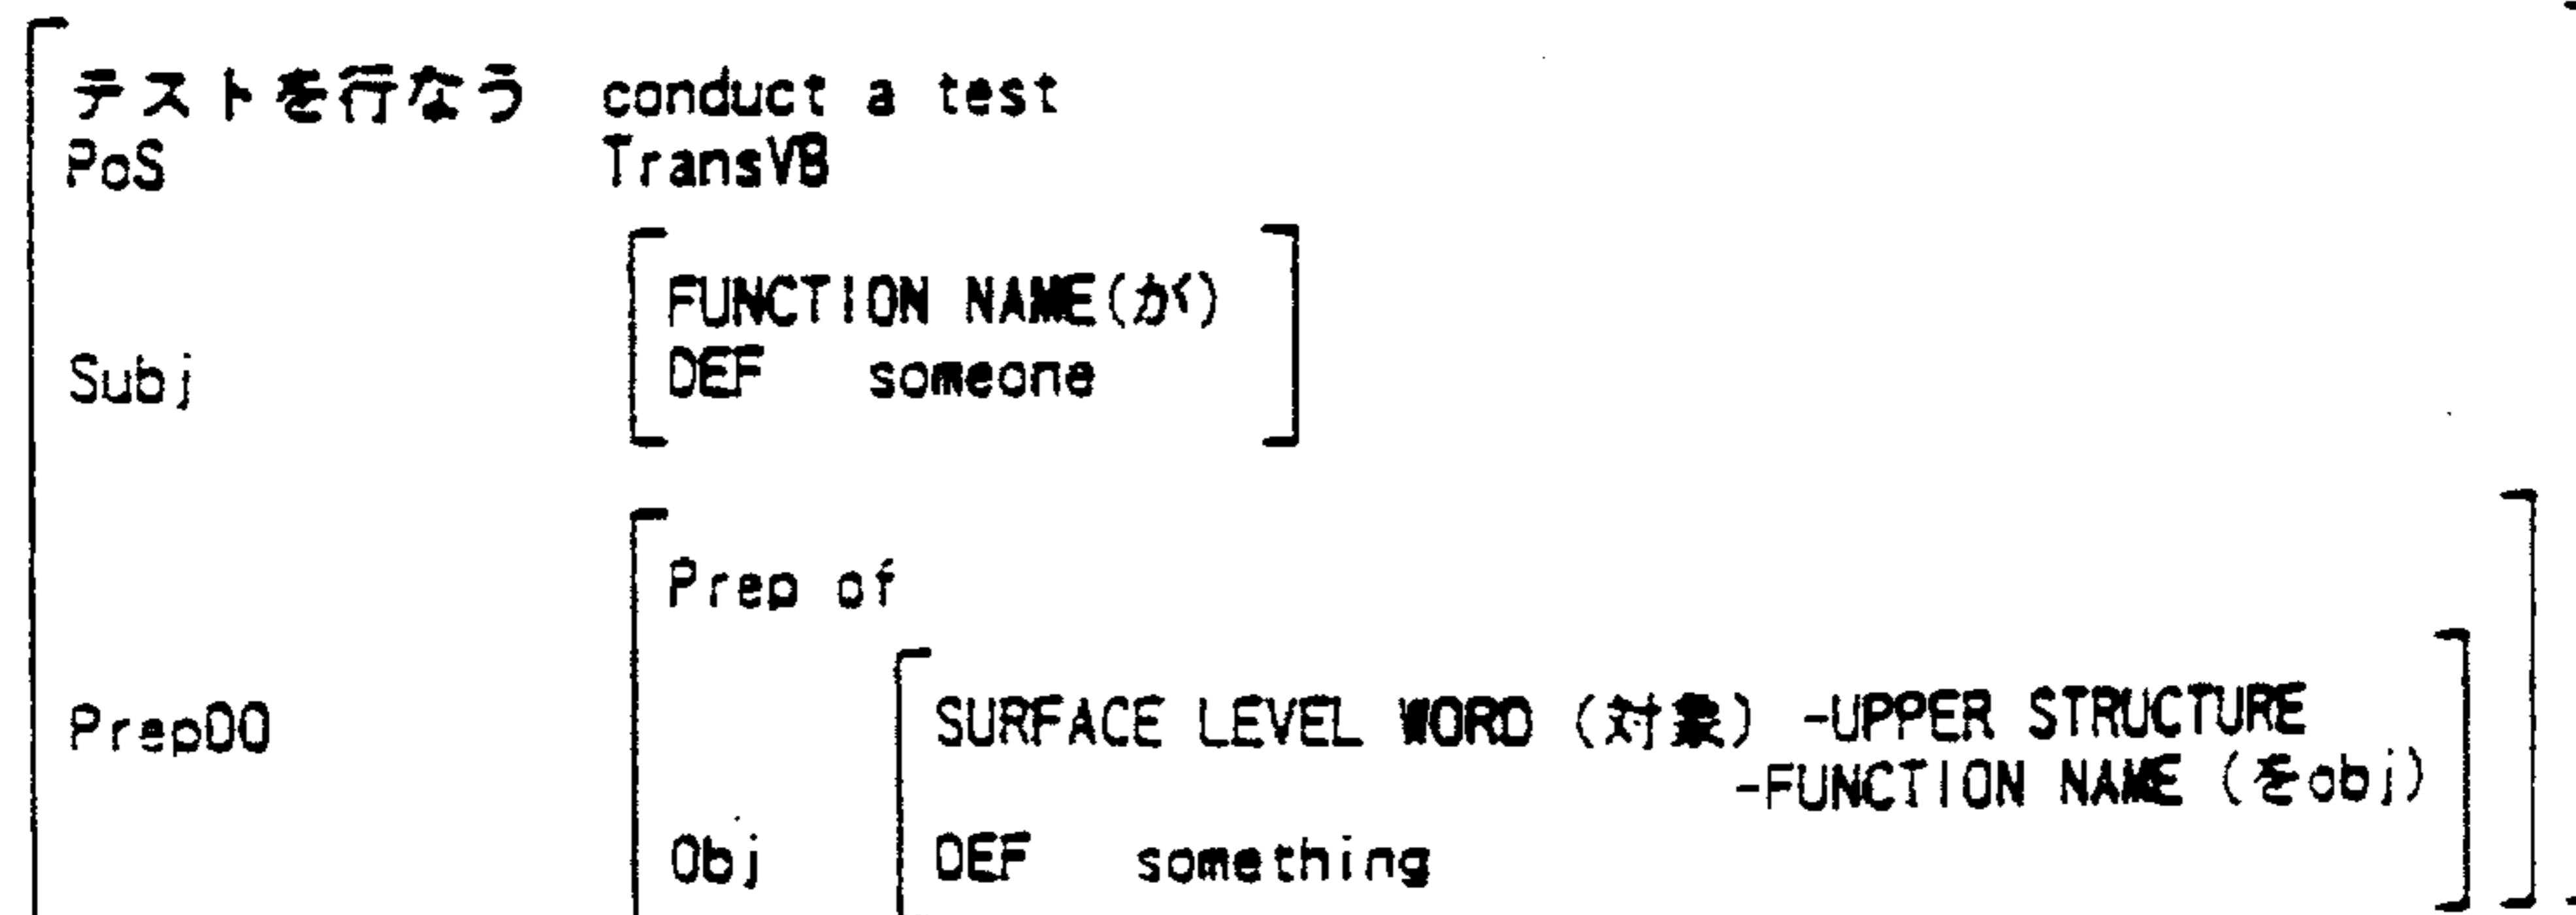 テストを行なう conduct a test
PoS TransVB
FUNCTION NAME(が)
Subj DEF someone
Prep of
PrepDO SURFACE LEVEL WORD (対象) -UPPER STRUCTURE
-FUNCTION NAME (をobj)
Obj DEF something